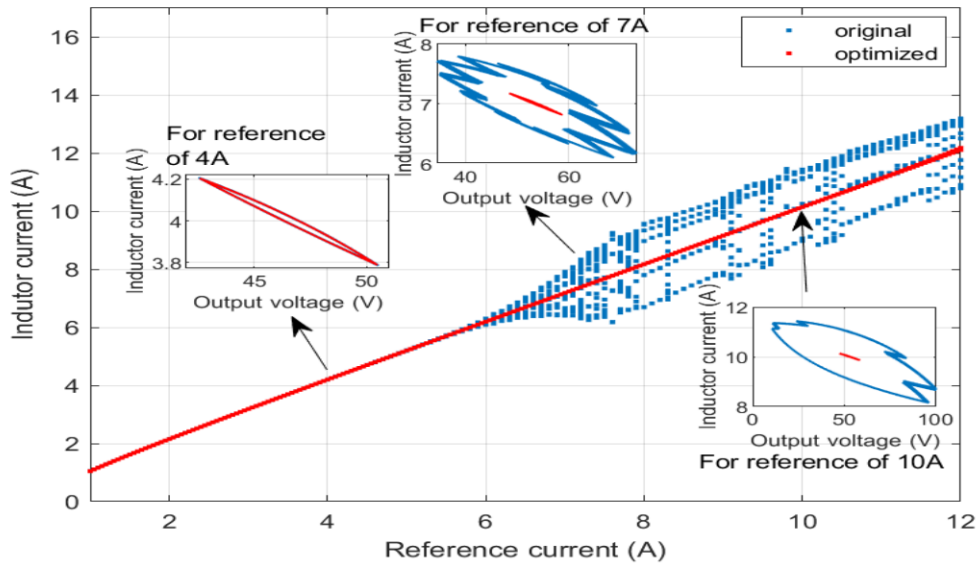 original
optimized
For reference of 7A
Inductor current (A)
8
7
6
40
60
Output voltage (V)
For reference
of 4A
Inductor current (A)
4.2
4
3.8
45
50
Output voltage (V)
Inductor current (A)
12
10
8
0
50
100
Output voltage (V)
For reference of 10A
Indutor current (A)
16
14
12
10
8
6
4
2
0
2
4
6
8
10
12
Reference current (A)